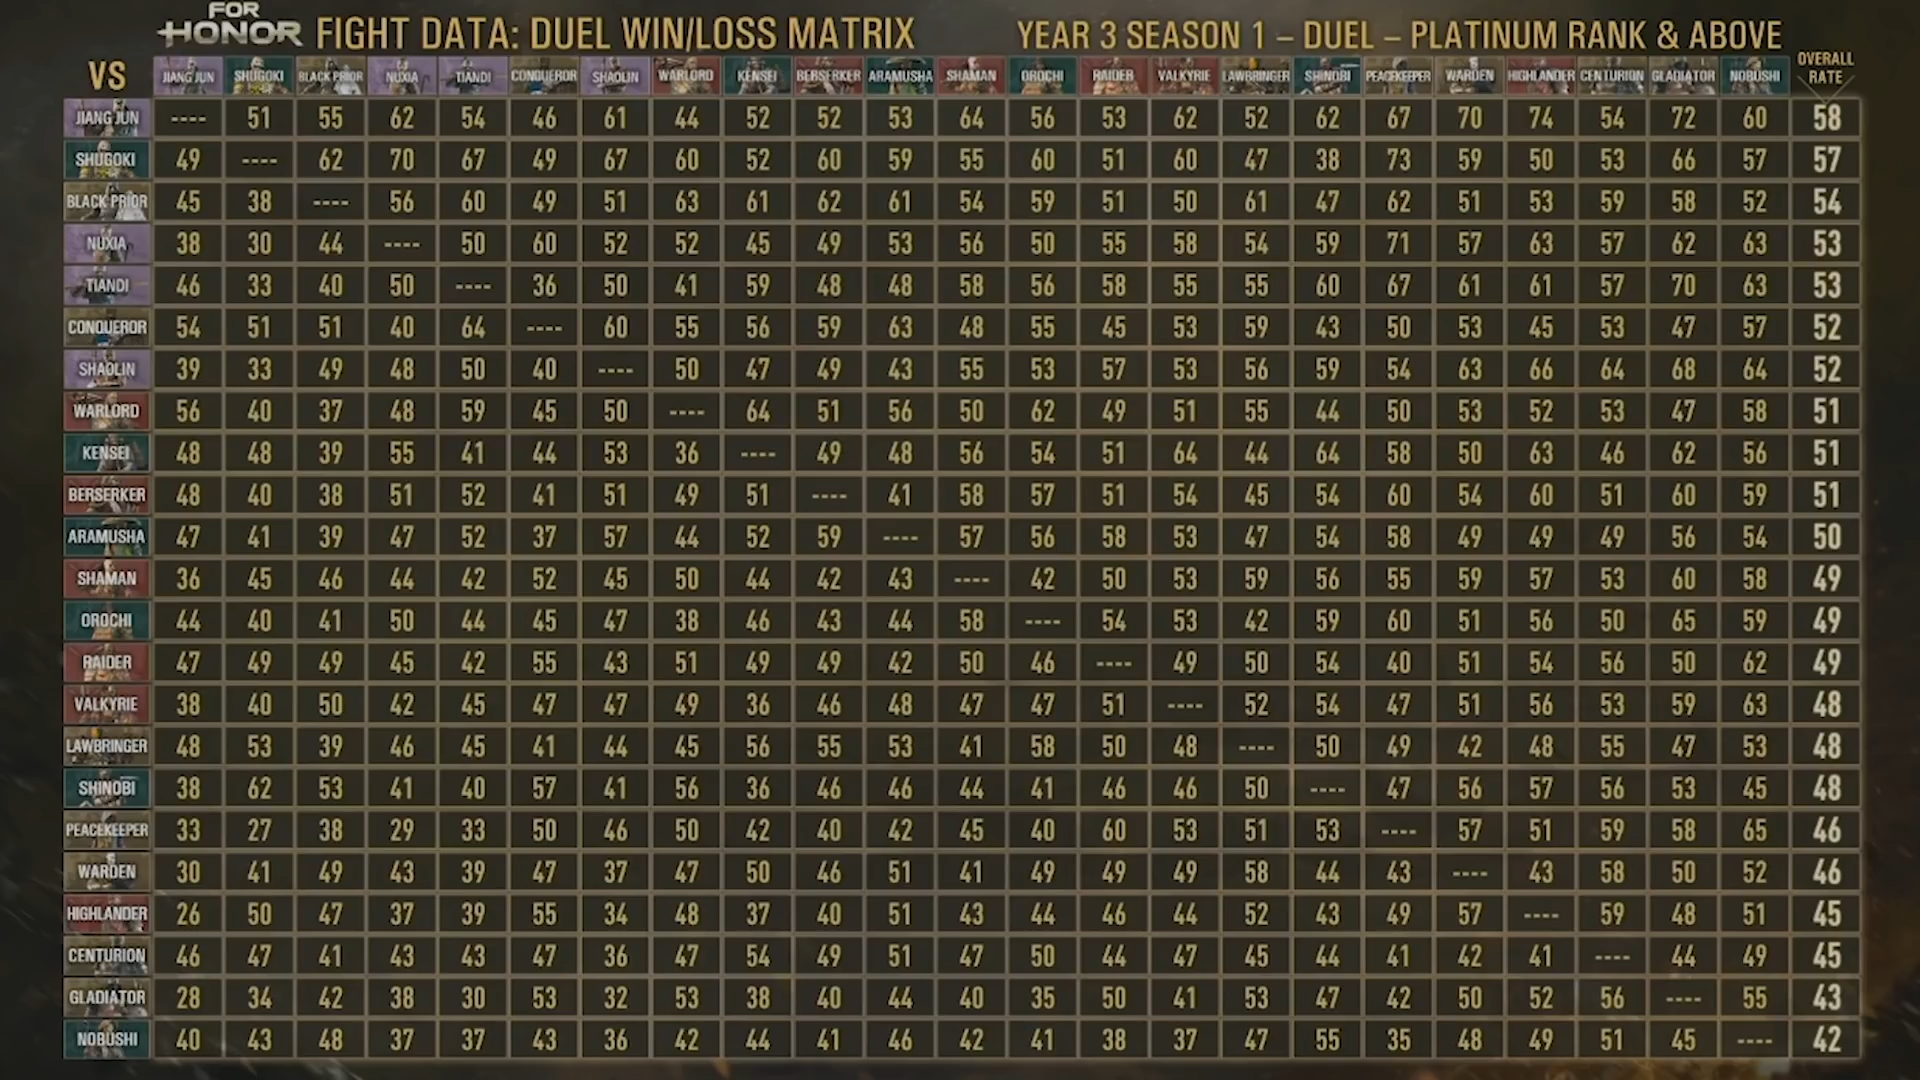 FOR HONOR FIGHT DATA: DUEL WIN/LOSS MATRIX YEAR 3 SEASON 1 – DUEL – PLATINUM RANK & ABOVE
VS JIANG JUN SHUGOKI BLACK PRIOR NUXIA TIANDI CONQUEROR SHAOLIN WARLORD KENSEI BERSERKER ARAMUSHA SHAMAN OROCHI RAIDER VALKYRIE LAWBRINGER SHINOBI PEACEKEEPER WARDEN HIGHLANDER CENTURION GLADIATOR NOBUSHI OVERALL RATE
JIANG JUN ---- 51 55 62 54 46 61 44 52 52 53 64 56 53 62 52 62 67 70 74 54 72 60 58
SHUGOKI 49 ---- 62 70 67 49 67 60 52 60 59 55 60 51 60 47 38 73 59 50 53 66 57 57
BLACK PRIOR 45 38 ---- 56 60 49 51 63 61 62 61 54 59 51 50 61 47 62 51 53 59 58 52 54
NUXIA 38 30 44 ---- 50 60 52 52 45 49 53 56 50 55 58 54 59 71 57 63 57 62 63 53
TIANDI 46 33 40 50 ---- 36 50 41 59 48 48 58 56 58 55 55 60 67 61 61 57 70 63 53
CONQUEROR 54 51 51 40 64 ---- 60 55 56 59 63 48 55 45 53 59 43 50 53 45 53 47 57 52
SHAOLIN 39 33 49 48 50 40 ---- 50 47 49 43 55 53 57 53 56 59 54 63 66 64 68 64 52
WARLORD 56 40 37 48 59 45 50 ---- 64 51 56 50 62 49 51 55 44 50 53 52 53 47 58 51
KENSEI 48 48 39 55 41 44 53 36 ---- 49 48 56 54 51 64 44 64 58 50 63 46 62 56 51
BERSERKER 48 40 38 51 52 41 51 49 51 ---- 41 58 57 51 54 45 54 60 54 60 51 60 59 51
ARAMUSHA 47 41 39 47 52 37 57 44 52 59 ---- 57 56 58 53 47 54 58 49 49 49 56 54 50
SHAMAN 36 45 46 44 42 52 45 50 44 42 43 ---- 42 50 53 59 56 55 59 57 53 60 58 49
OROCHI 44 40 41 50 44 45 47 38 46 43 44 58 ---- 54 53 42 59 60 51 56 50 65 59 49
RAIDER 47 49 49 45 42 55 43 51 49 49 42 50 46 ---- 49 50 54 40 51 54 56 50 62 49
VALKYRIE 38 40 50 42 45 47 47 49 36 46 48 47 47 51 ---- 52 54 47 51 56 53 59 63 48
LAWBRINGER 48 53 39 46 45 41 44 45 56 55 53 41 58 50 48 ---- 50 49 42 48 55 47 53 48
SHINOBI 38 62 53 41 40 57 41 56 36 46 46 44 41 46 46 50 ---- 47 56 57 56 53 45 48
PEACEKEEPER 33 27 38 29 33 50 46 50 42 40 42 45 40 60 53 51 53 ---- 57 51 59 58 65 46
WARDEN 30 41 49 43 39 47 37 47 50 46 51 41 49 49 49 58 44 43 ---- 43 58 50 52 46
HIGHLANDER 26 50 47 37 39 55 34 48 37 40 51 43 44 46 44 52 43 49 57 ---- 59 48 51 45
CENTURION 46 47 41 43 43 47 36 47 54 49 51 47 50 44 47 45 44 41 42 41 ---- 44 49 45
GLADIATOR 28 34 42 38 30 53 32 53 38 40 44 40 35 50 41 53 47 42 50 52 56 ---- 55 43
NOBUSHI 40 43 48 37 37 43 36 42 44 41 46 42 41 38 37 47 55 35 48 49 51 45 ---- 42